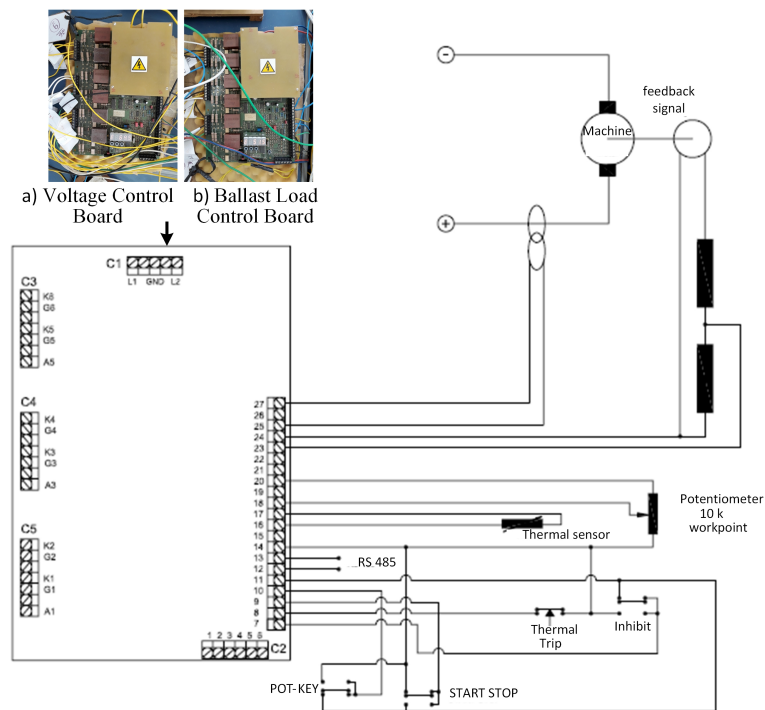 a) Voltage Control
Board
b) Ballast Load
Control Board
feedback
signal
Machine
C1
L1 GND L2
C3
K6
G6
K5
G5
A5
C4
K4
G4
K3
G3
A3
C5
K2
G2
K1
G1
A1
27
26
25
24
23
22
21
20
19
18
17
16
15
14
13
12
11
10
9
8
7
1 2 3 4 5 6
C2
Potentiometer
10 k
workpoint
Thermal sensor
RS 485
Thermal
Trip
Inhibit
POT-KEY
START STOP